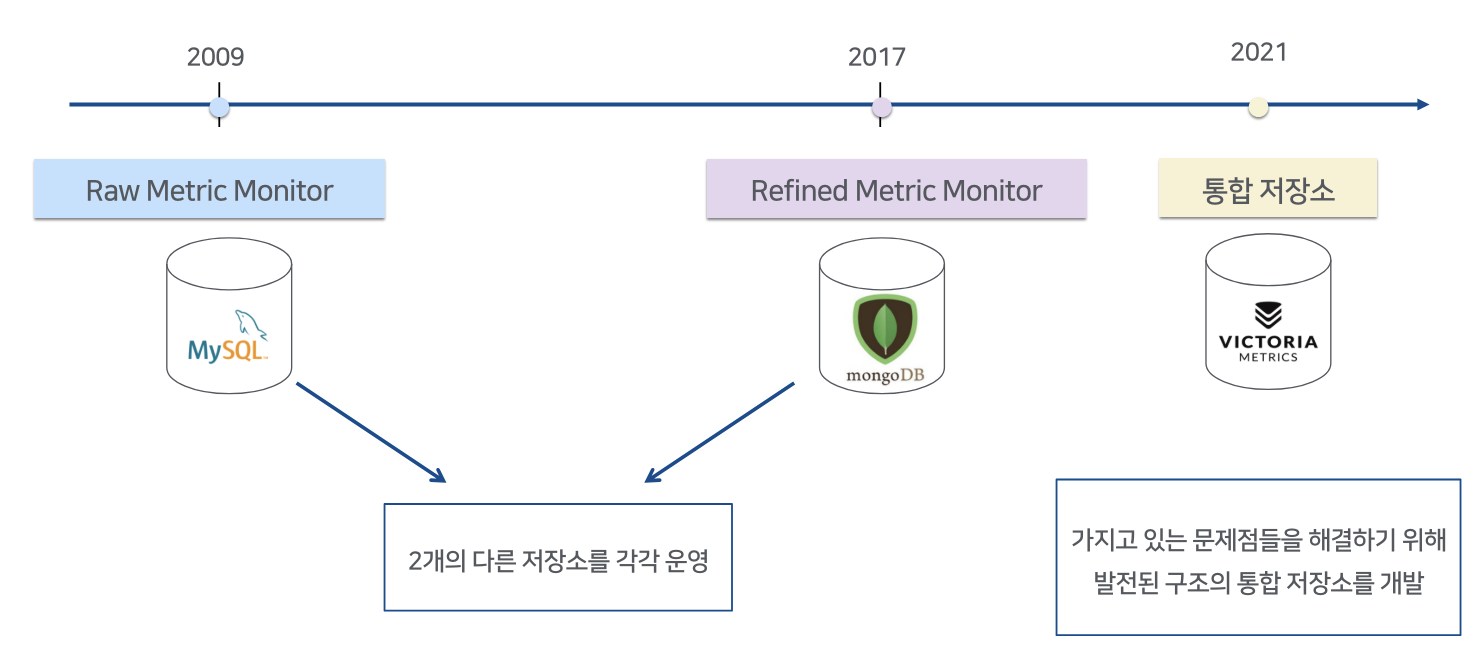 2009
2017
2021
Raw Metric Monitor
Refined Metric Monitor
통합 저장소
MySQL
mongoDB
VICTORIA
METRICS
2개의 다른 저장소를 각각 운영
가지고 있는 문제점들을 해결하기 위해
발전된 구조의 통합 저장소를 개발